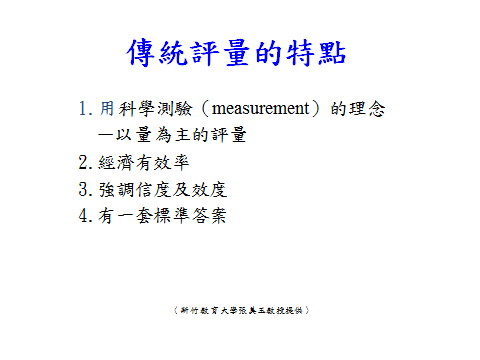 傳統評量的特點
1. 用科學測驗（measurement）的理念
－以量為主的評量
2. 經濟有效率
3. 強調信度及效度
4. 有一套標準答案
（新竹教育大學張美玉教授提供）